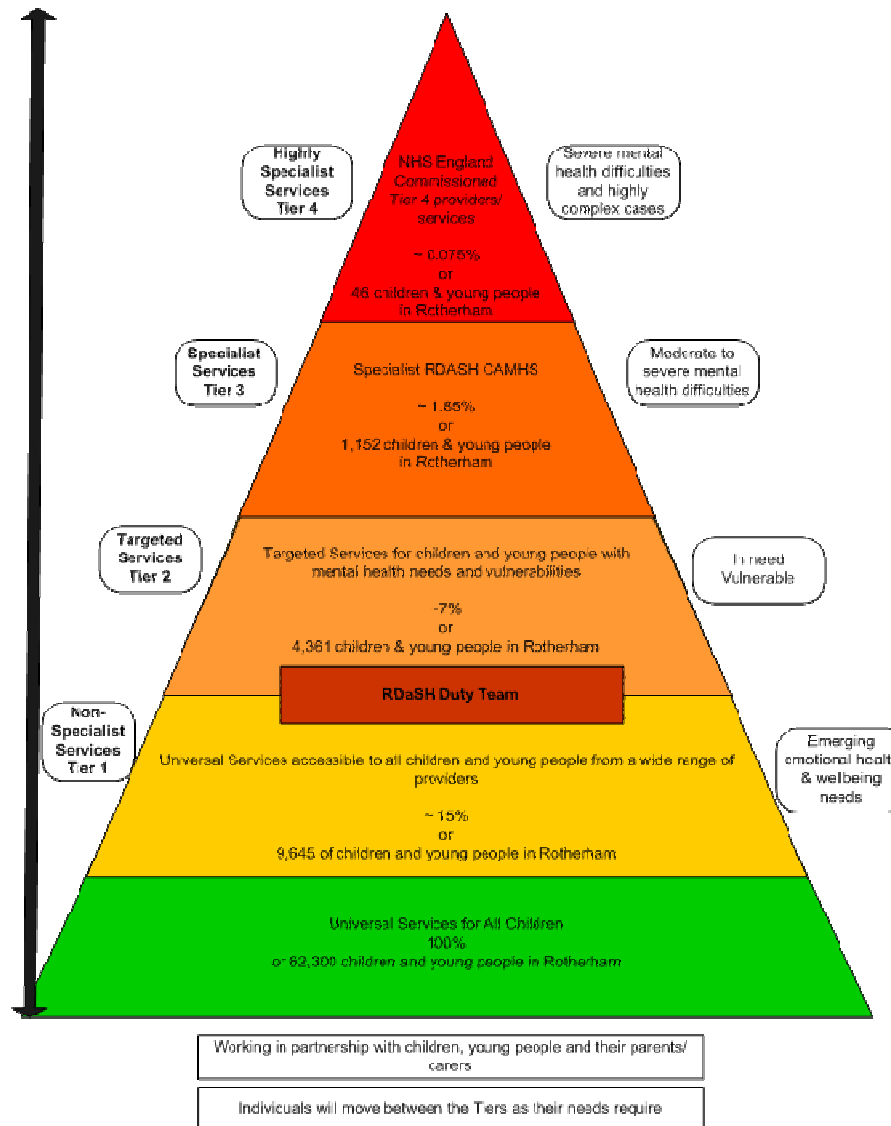 Highly
Specialist
Services
Tier 4
NHS England
Commissioned
Tier 4 providers/
services
~ 0.075%
or
46 children & young people
in Rotherham
Severe mental
health difficulties
and highly
complex cases
Specialist
Services
Tier 3
Specialist RDASH CAMHS
~ 1.85%
or
1,152 children & young people
in Rotherham
Moderate to
severe mental
health difficulties
Targeted
Services
Tier 2
Targeted Services for children and young people with
mental health needs and vulnerabilities
-7%
or
4,361 children & young people in Rotherham
In need
Vulnerable
RDaSH Duty Team
Non-
Specialist
Services
Tier 1
Universal Services accessible to all children and young people from a wide range of
providers
~ 15%
or
9,645 of children and young people in Rotherham
Emerging
emotional health
& wellbeing
needs
Universal Services for All Children
100%
or 62,300 children and young people in Rotherham
Working in partnership with children, young people and their parents/
carers
Individuals will move between the Tiers as their needs require